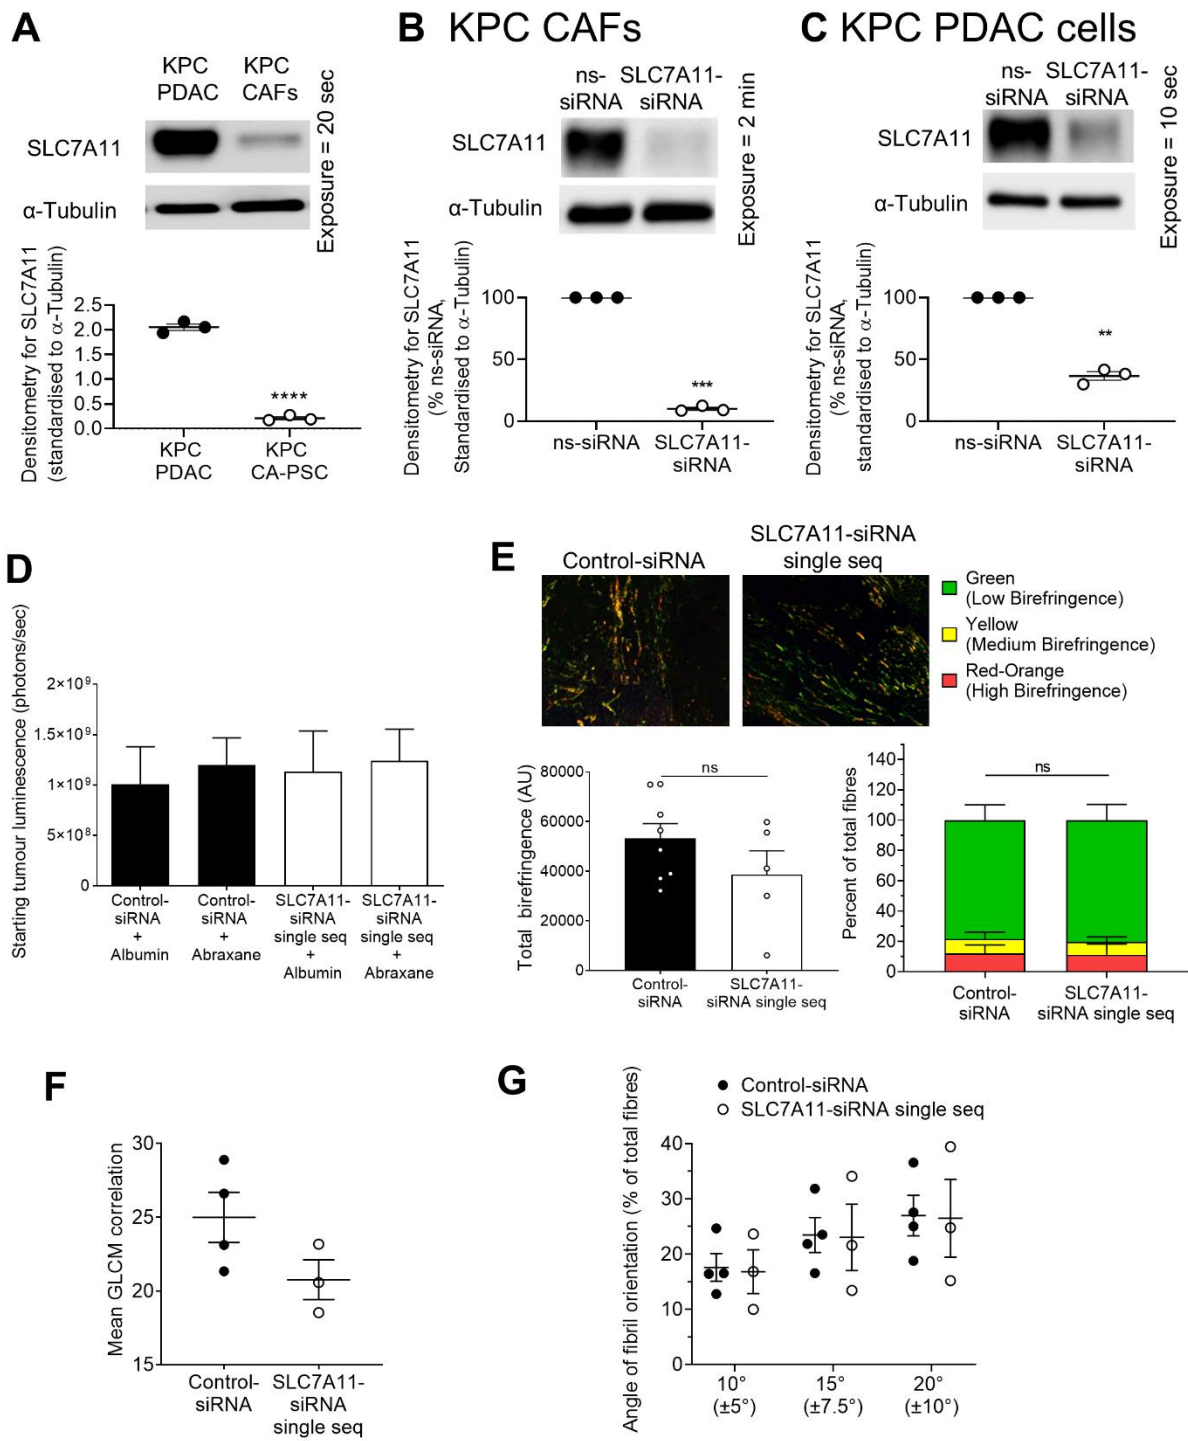 A
KPC
PDAC
KPC
CAFs
SLC7A11
α-Tubulin
Exposure = 20 sec
Densitometry for SLC7A11
(standardised to α-Tubulin)
2.5
2.0
1.5
1.0
0.5
0.0
****
KPC
PDAC
KPC
CA-PSC
B KPC CAFs
ns-
siRNA
SLC7A11-
siRNA
SLC7A11
α-Tubulin
Exposure = 2 min
Densitometry for SLC7A11
(% ns-siRNA,
Standardised to α-Tubulin)
100
50
0
***
ns-siRNA
SLC7A11-
siRNA
C KPC PDAC cells
ns-
siRNA
SLC7A11-
siRNA
SLC7A11
α-Tubulin
Exposure = 10 sec
Densitometry for SLC7A11
(% ns-siRNA,
standardised to α-Tubulin)
100
50
0
**
ns-siRNA
SLC7A11-
siRNA
D
Starting tumour luminescence (photons/sec)
2×10⁹
1.5×10⁹
1×10⁹
5×10⁸
0
Control-
siRNA
+
Albumin
Control-
siRNA
+
Abraxane
SLC7A11-
siRNA
single seq
+
Albumin
SLC7A11-
siRNA
single seq
+
Abraxane
E
Control-siRNA
SLC7A11-siRNA
single seq
Green
(Low Birefringence)
Yellow
(Medium Birefringence)
Red-Orange
(High Birefringence)
Total birefringence (AU)
80000
60000
40000
20000
0
ns
Control-
siRNA
SLC7A11-
siRNA single seq
Percent of total fibres
140
120
100
80
60
40
20
0
ns
Control-
siRNA
SLC7A11-
siRNA single seq
F
Mean GLCM correlation
30
25
20
15
Control-
siRNA
SLC7A11-
siRNA
single seq
G
Control-siRNA
SLC7A11-siRNA single seq
Angle of fibril orientation (% of total fibres)
40
30
20
10
0
10°
(±5°)
15°
(±7.5°)
20°
(±10°)